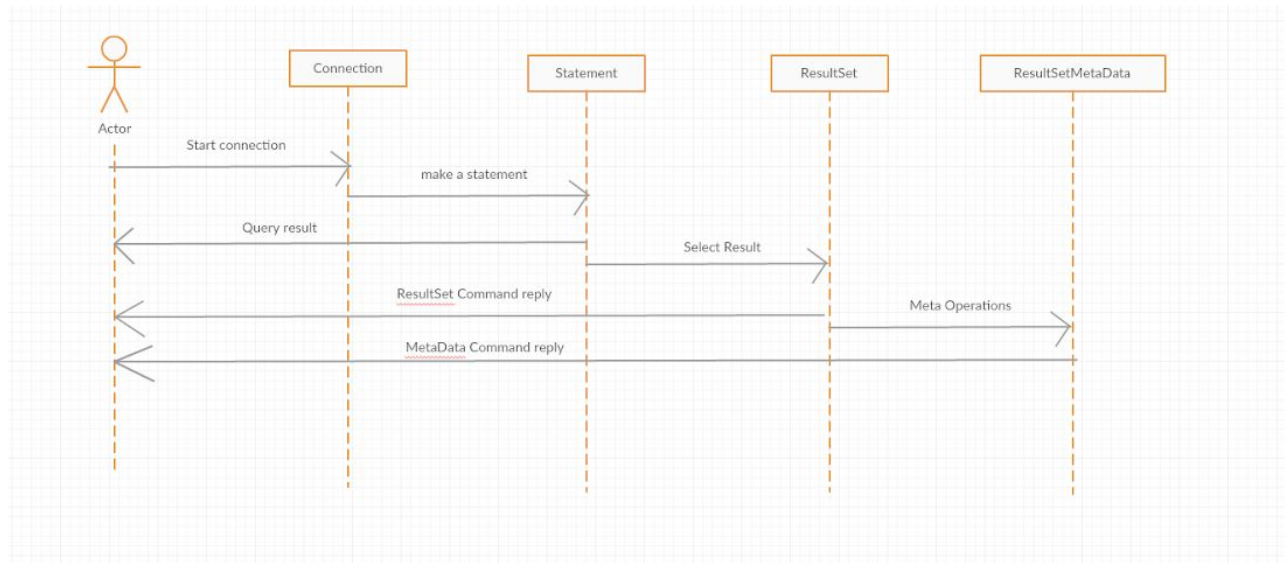 Connection
Statement
ResultSet
ResultSetMetaData
Actor
Start connection
make a statement
Query result
Select Result
ResultSet Command reply
Meta Operations
MetaData Command reply